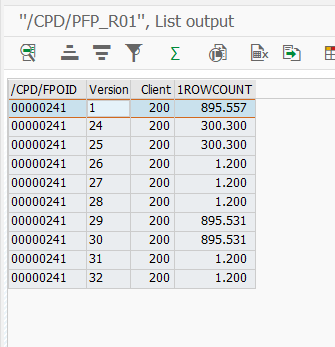 "/CPD/PFP_R01", List output
/CPD/FPOID Version Client 1ROWCOUNT
00000241 1 200 895.557
00000241 24 200 300.300
00000241 25 200 300.300
00000241 26 200 1.200
00000241 27 200 1.200
00000241 28 200 1.200
00000241 29 200 895.531
00000241 30 200 895.531
00000241 31 200 1.200
00000241 32 200 1.200